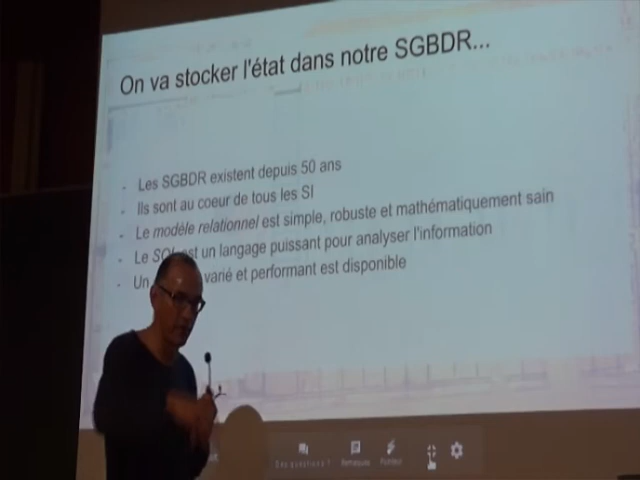 On va stocker l'état dans notre SGBDR...
- Les SGBDR existent depuis 50 ans
- Ils sont au coeur de tous les SI
- Le modèle relationnel est simple, robuste et mathématiquement sain
- Le SQL est un langage puissant pour analyser l'information
- Un varié et performant est disponible